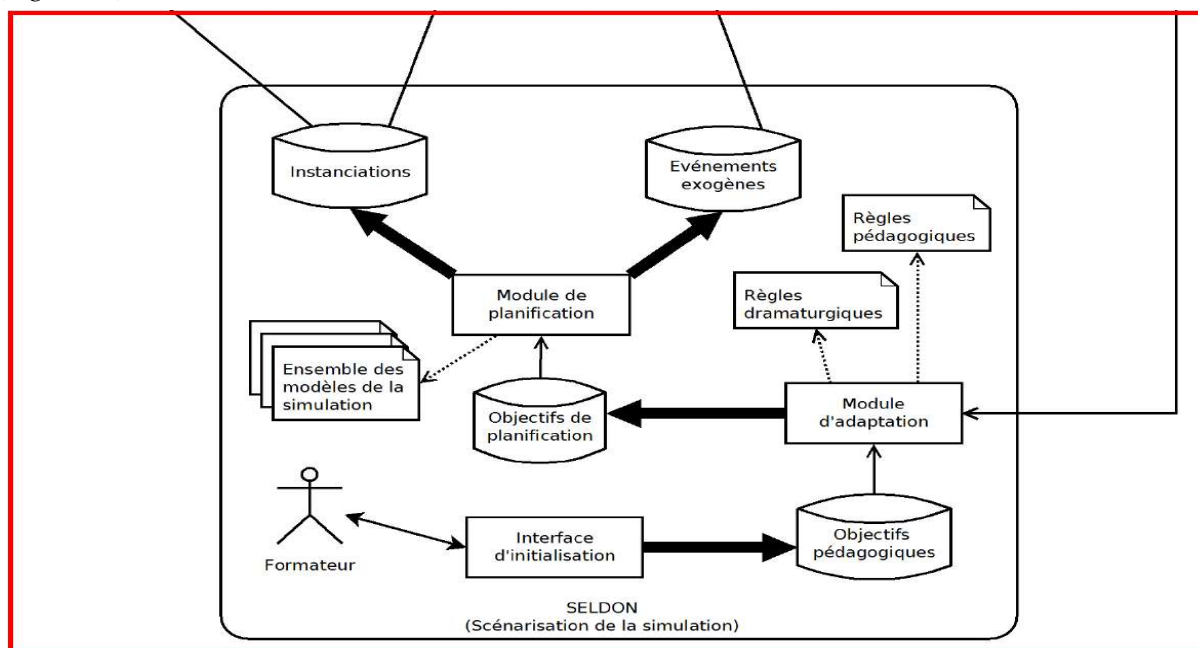 Instanciations
Evénements
exogènes
Règles
pédagogiques
Module de
planification
Règles
dramaturgiques
Ensemble des
modèles de la
simulation
Objectifs de
planification
Module
d'adaptation
Formateur
Interface
d'initialisation
Objectifs
pédagogiques
SELDON
(Scénarisation de la simulation)